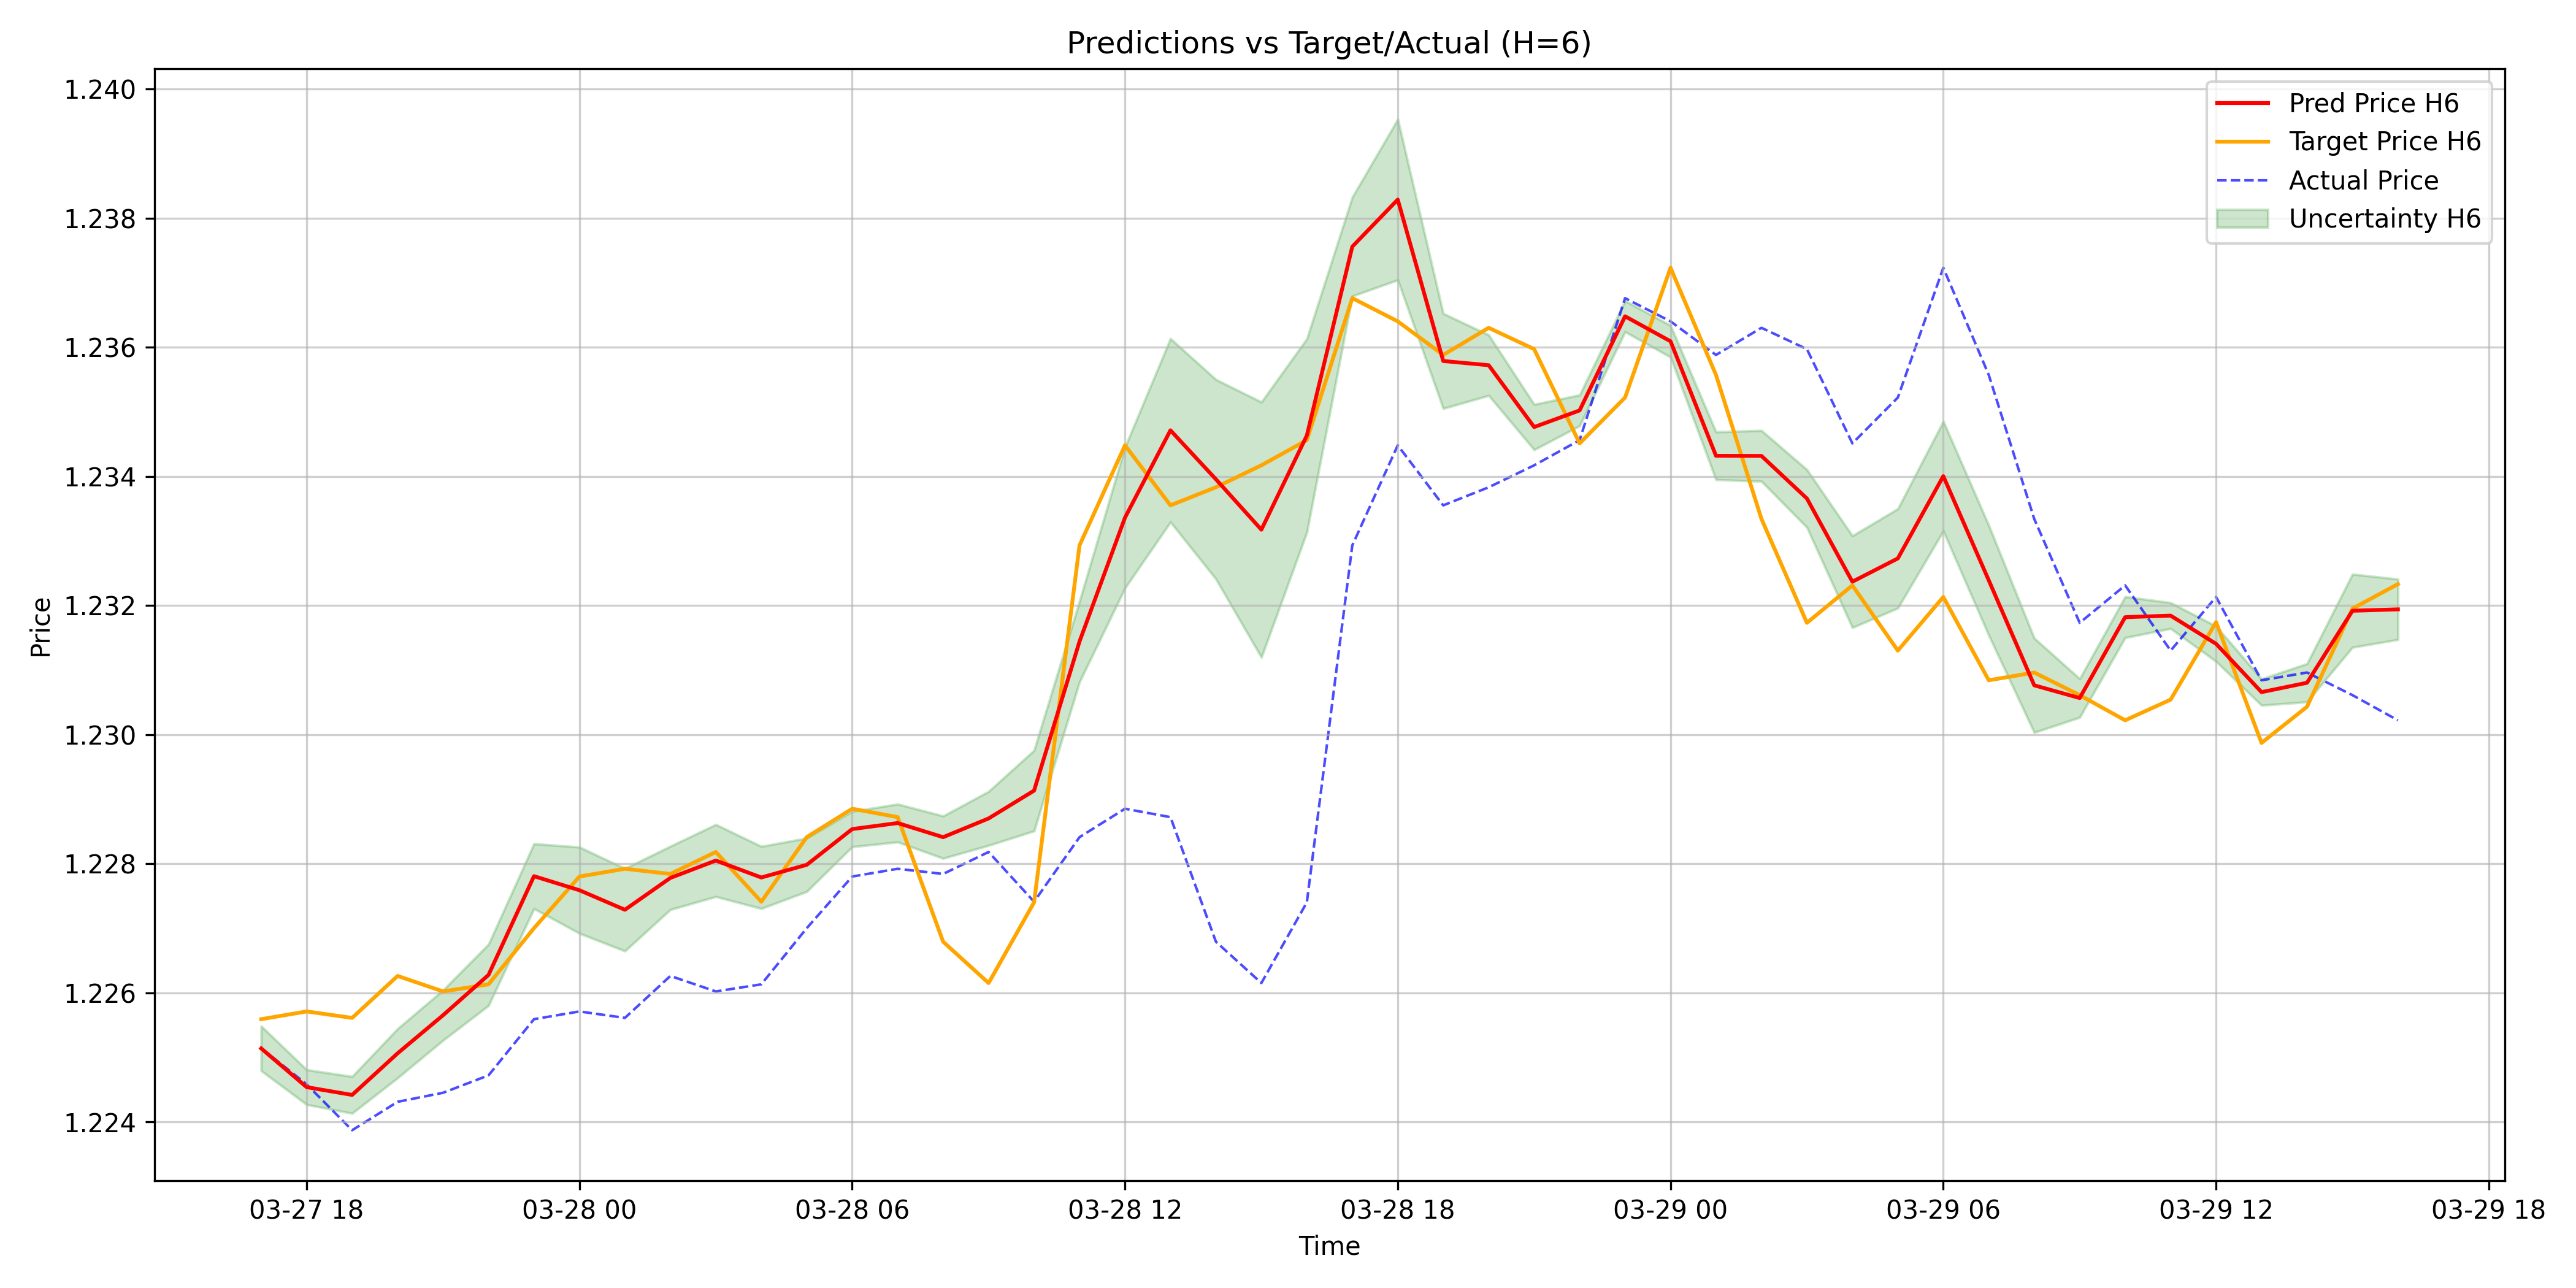 Predictions vs Target/Actual (H=6)
Pred Price H6
Target Price H6
Actual Price
Uncertainty H6
Price
1.240
1.238
1.236
1.234
1.232
1.230
1.228
1.226
1.224
03-27 18
03-28 00
03-28 06
03-28 12
03-28 18
03-29 00
03-29 06
03-29 12
03-29 18
Time